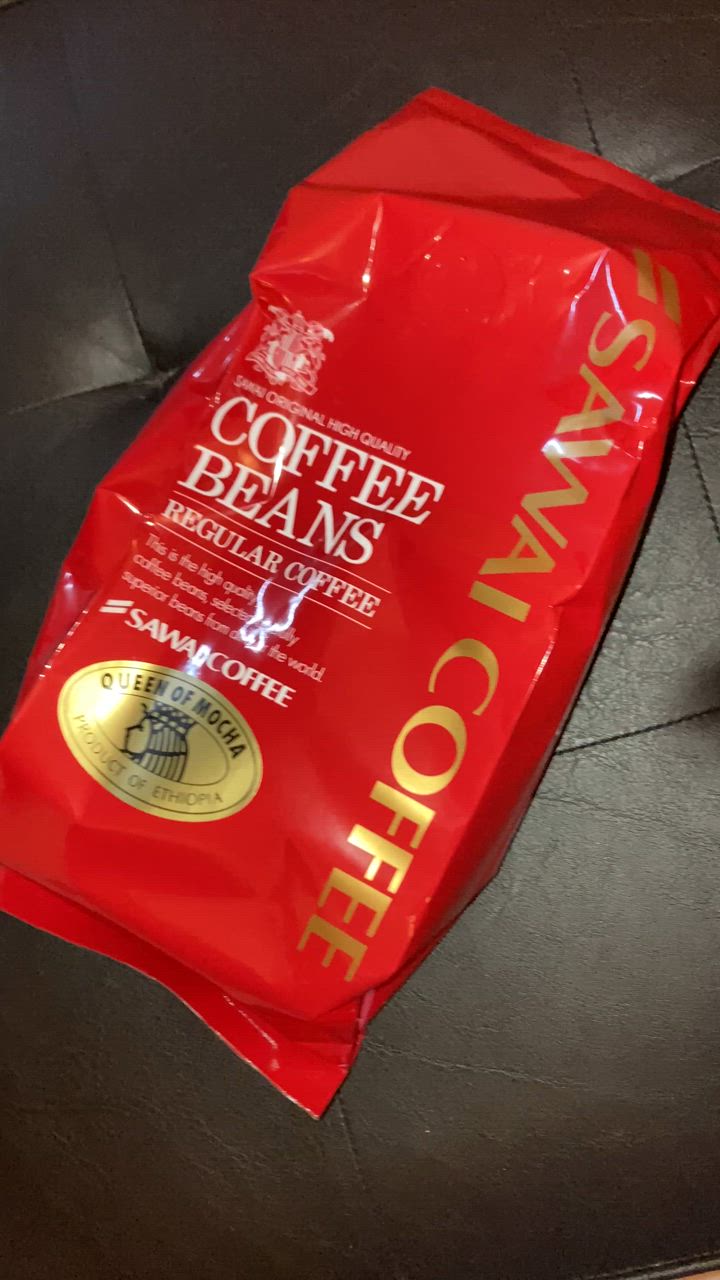 SAWAI ORIGINAL HIGH QUALITY
COFFEE
BEANS
REGULAR COFFEE
This is the high quality
coffee beans, selected
superior beans from the world.
SAWAI COFFEE
QUEEN OF MOCHA
PRODUCT OF ETHIOPIA
SAWAI COFFEE